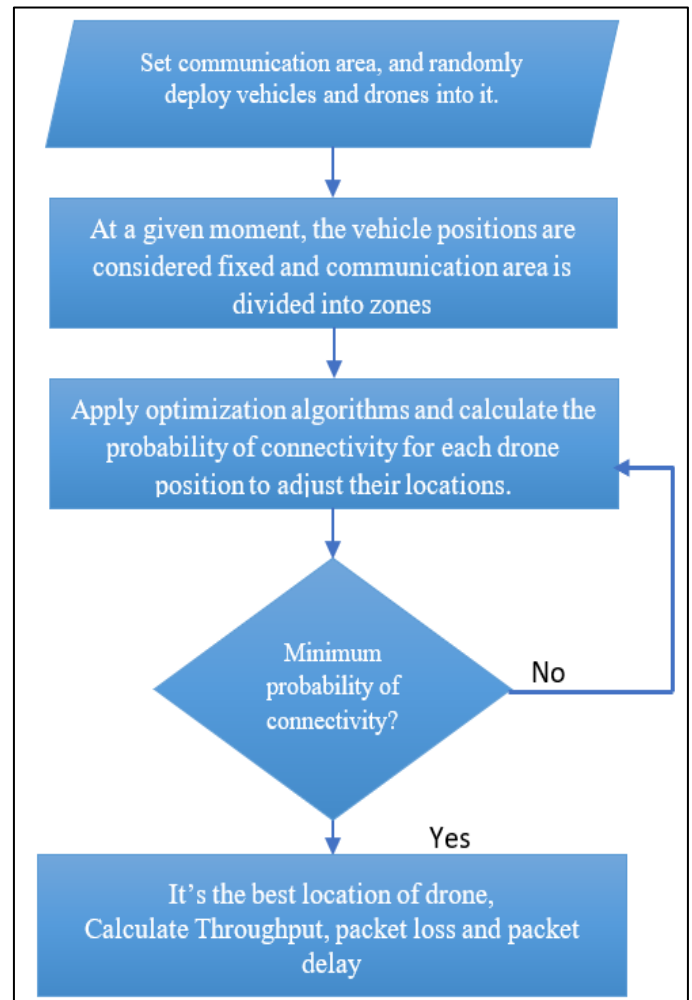 Set communication area, and randomly
deploy vehicles and drones into it.
At a given moment, the vehicle positions are
considered fixed and communication area is
divided into zones
Apply optimization algorithms and calculate the
probability of connectivity for each drone
position to adjust their locations.
Minimum
probability of
connectivity?
No
Yes
It's the best location of drone,
Calculate Throughput, packet loss and packet
delay